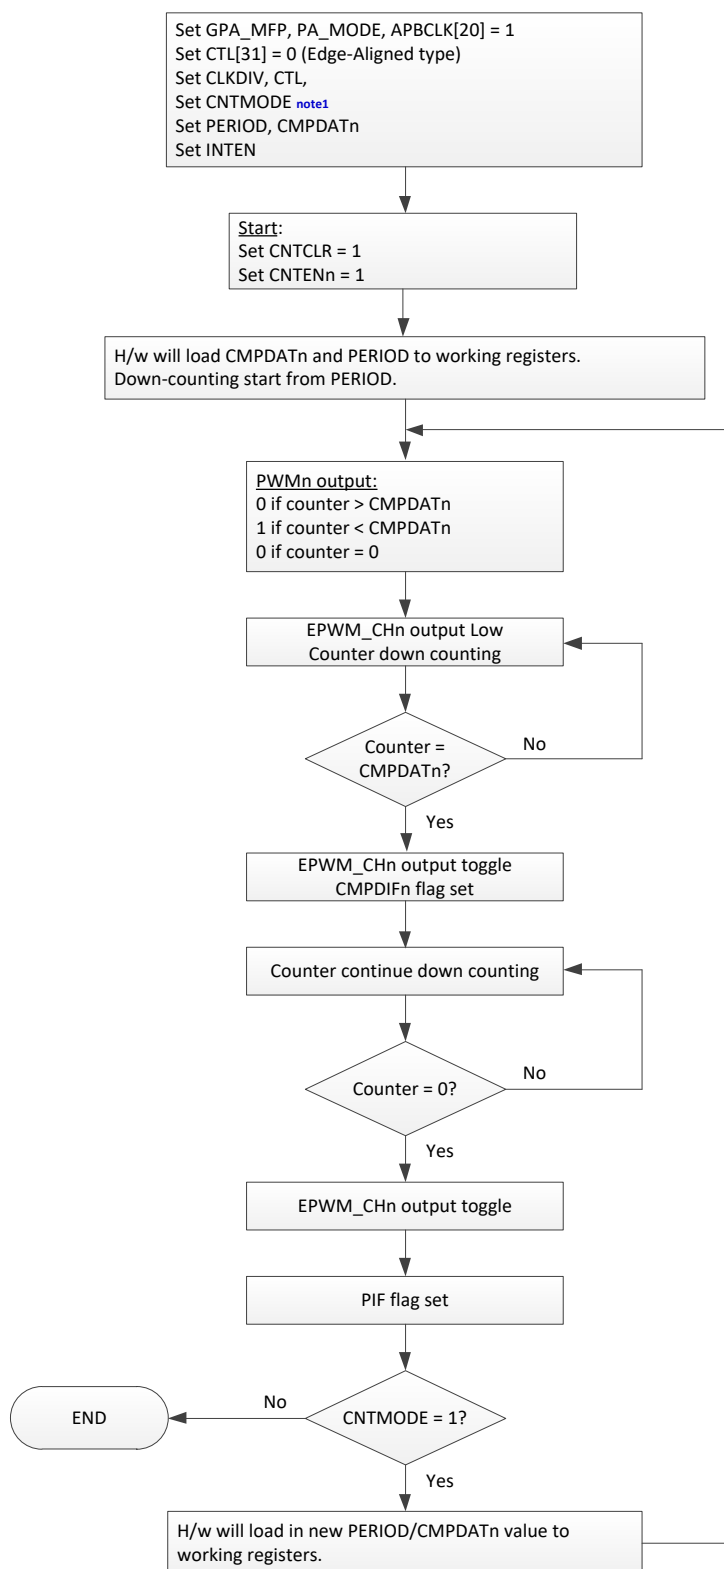 Set GPA_MFP, PA_MODE, APBCLK[20] = 1
Set CTL[31] = 0 (Edge-Aligned type)
Set CLKDIV, CTL,
Set CNTMODE note1
Set PERIOD, CMPDATn
Set INTEN
Start:
Set CNTCLR = 1
Set CNTENn = 1
H/w will load CMPDATn and PERIOD to working registers.
Down-counting start from PERIOD.
PWMn output:
0 if counter > CMPDATn
1 if counter < CMPDATn
0 if counter = 0
EPWM_CHn output Low
Counter down counting
Counter =
CMPDATn?
No
Yes
EPWM_CHn output toggle
CMPDIFn flag set
Counter continue down counting
Counter = 0?
No
Yes
EPWM_CHn output toggle
PIF flag set
CNTMODE = 1?
No
END
Yes
H/w will load in new PERIOD/CMPDATn value to
working registers.